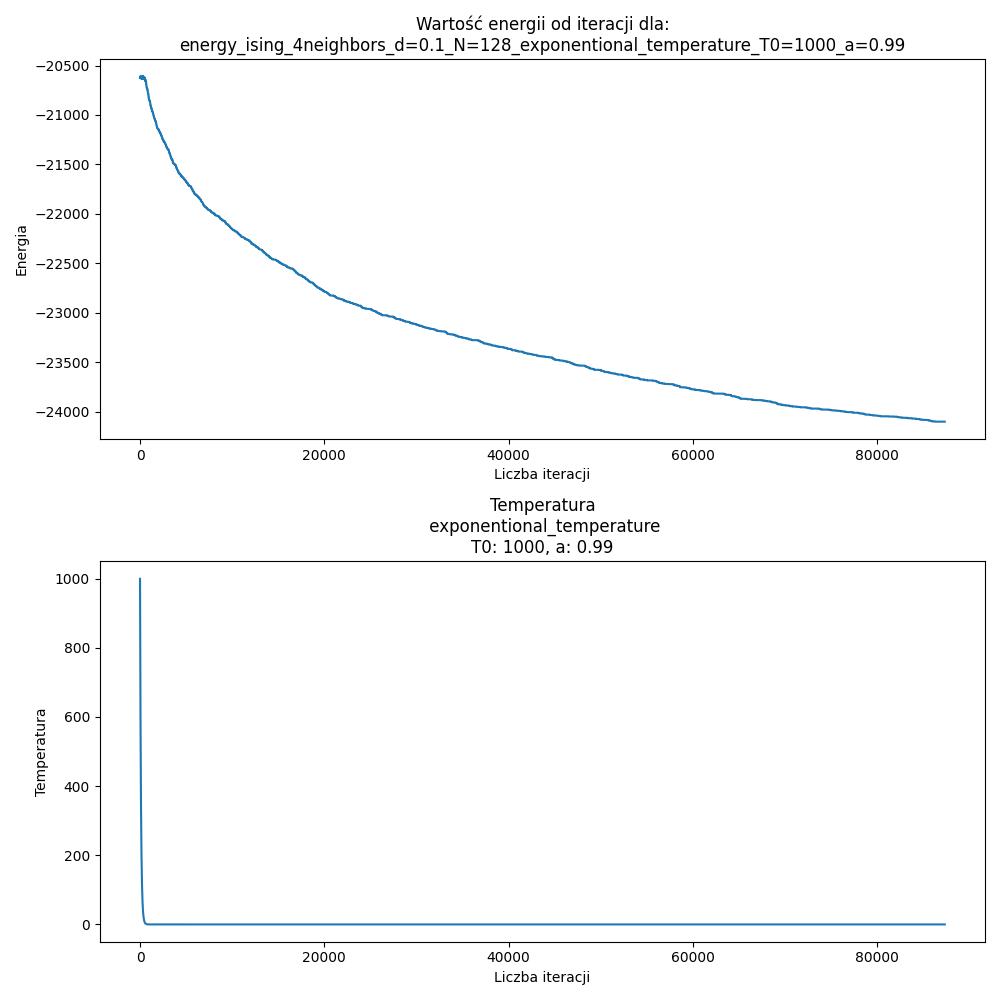 Wartość energii od iteracji dla:
energy_ising_4neighbors_d=0.1_N=128_exponentional_temperature_T0=1000_a=0.99
−20500
−21000
−21500
−22000
−22500
−23000
−23500
−24000
Energia
0 20000 40000 60000 80000
Liczba iteracji
Temperatura
exponentional_temperature
T0: 1000, a: 0.99
1000
800
600
400
200
0
Temperatura
0 20000 40000 60000 80000
Liczba iteracji